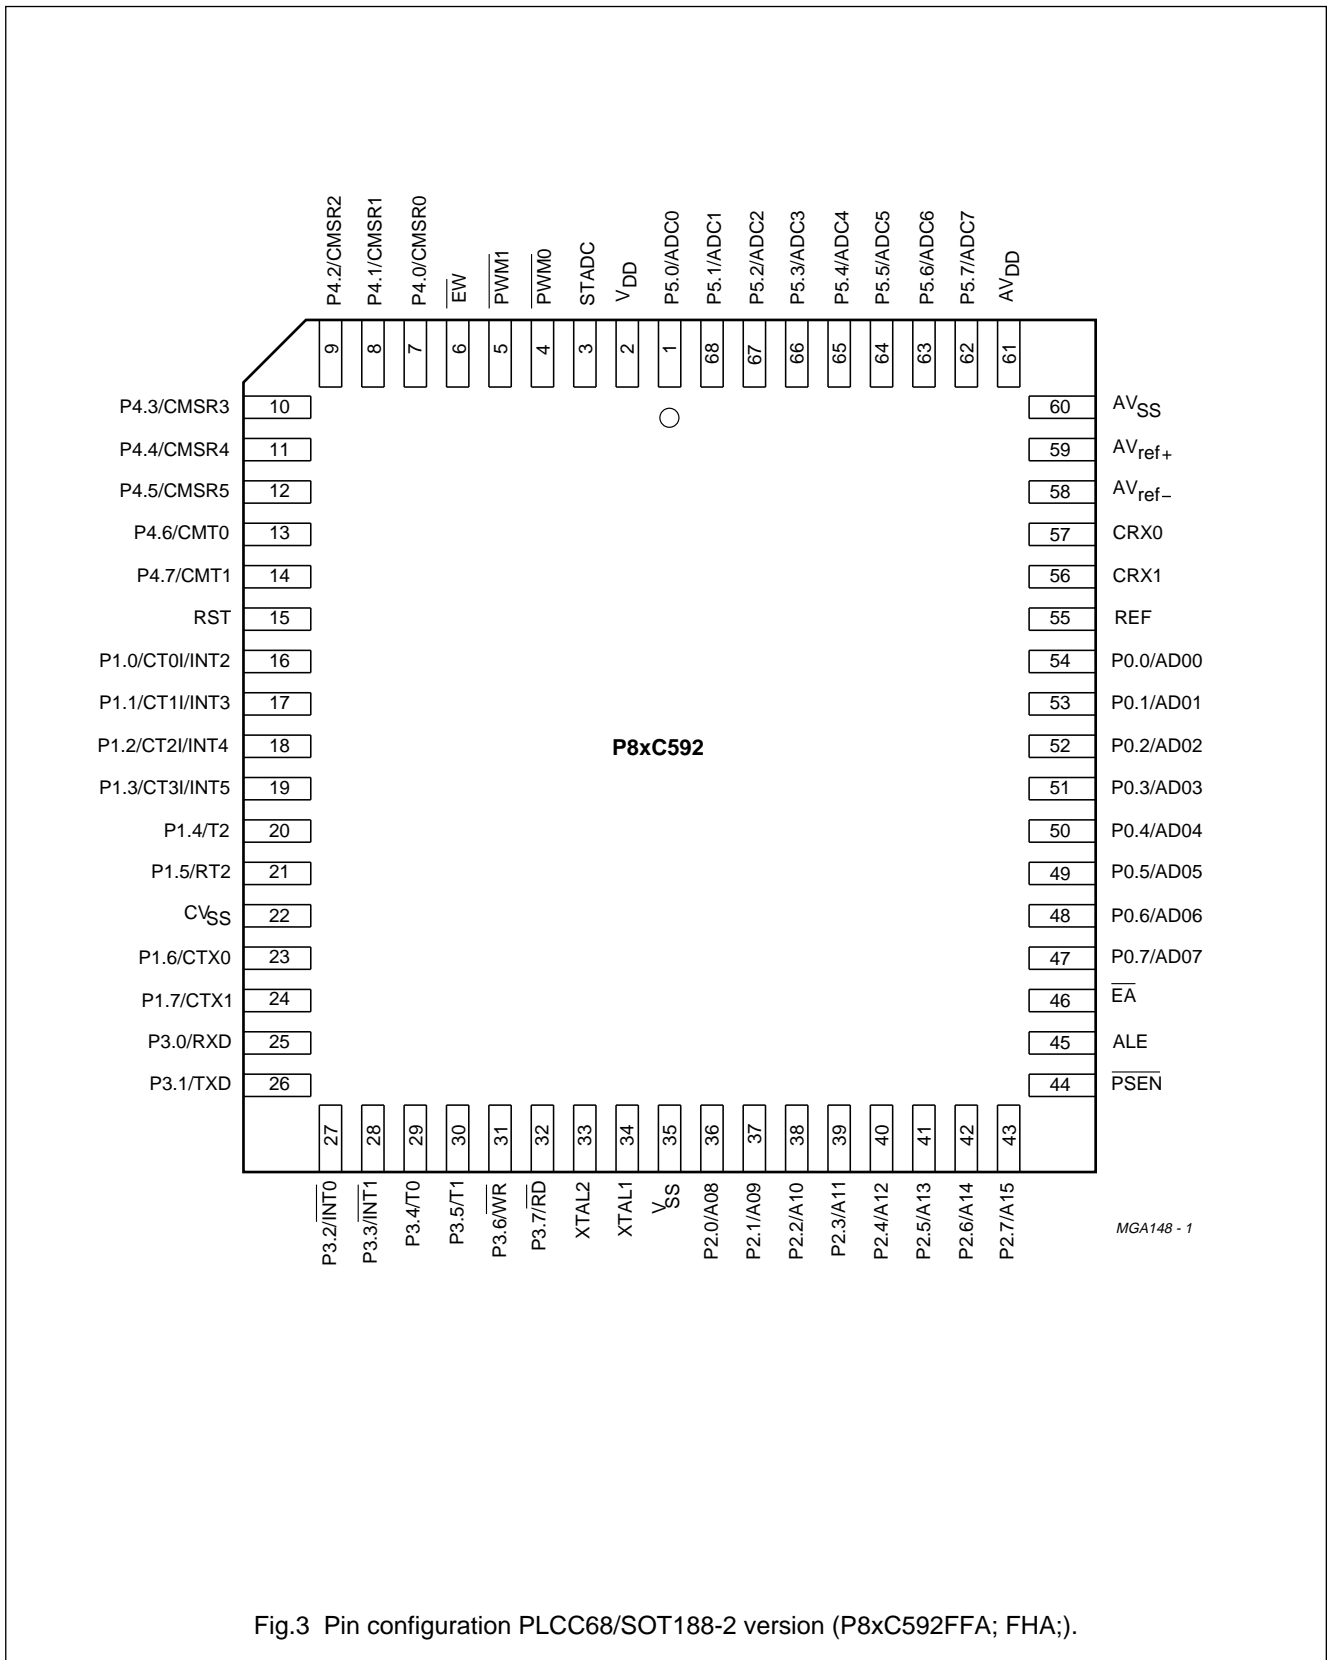 P4.2/CMSR2
P4.1/CMSR1
P4.0/CMSR0
EW
PWM1
PWM0
STADC
VDD
P5.0/ADC0
P5.1/ADC1
P5.2/ADC2
P5.3/ADC3
P5.4/ADC4
P5.5/ADC5
P5.6/ADC6
P5.7/ADC7
AVDD
9 8 7 6 5 4 3 2 1 68 67 66 65 64 63 62 61
P4.3/CMSR3 10 60 AVSS
P4.4/CMSR4 11 59 AVref+
P4.5/CMSR5 12 58 AVref−
P4.6/CMT0 13 57 CRX0
P4.7/CMT1 14 56 CRX1
RST 15 55 REF
P1.0/CT0I/INT2 16 54 P0.0/AD00
P1.1/CT1I/INT3 17 53 P0.1/AD01
P1.2/CT2I/INT4 18 P8xC592 52 P0.2/AD02
P1.3/CT3I/INT5 19 51 P0.3/AD03
P1.4/T2 20 50 P0.4/AD04
P1.5/RT2 21 49 P0.5/AD05
CVSS 22 48 P0.6/AD06
P1.6/CTX0 23 47 P0.7/AD07
P1.7/CTX1 24 46 EA
P3.0/RXD 25 45 ALE
P3.1/TXD 26 44 PSEN
27 28 29 30 31 32 33 34 35 36 37 38 39 40 41 42 43
P3.2/INT0
P3.3/INT1
P3.4/T0
P3.5/T1
P3.6/WR
P3.7/RD
XTAL2
XTAL1
VSS
P2.0/A08
P2.1/A09
P2.2/A10
P2.3/A11
P2.4/A12
P2.5/A13
P2.6/A14
P2.7/A15
MGA148 - 1
Fig.3 Pin configuration PLCC68/SOT188-2 version (P8xC592FFA; FHA;).